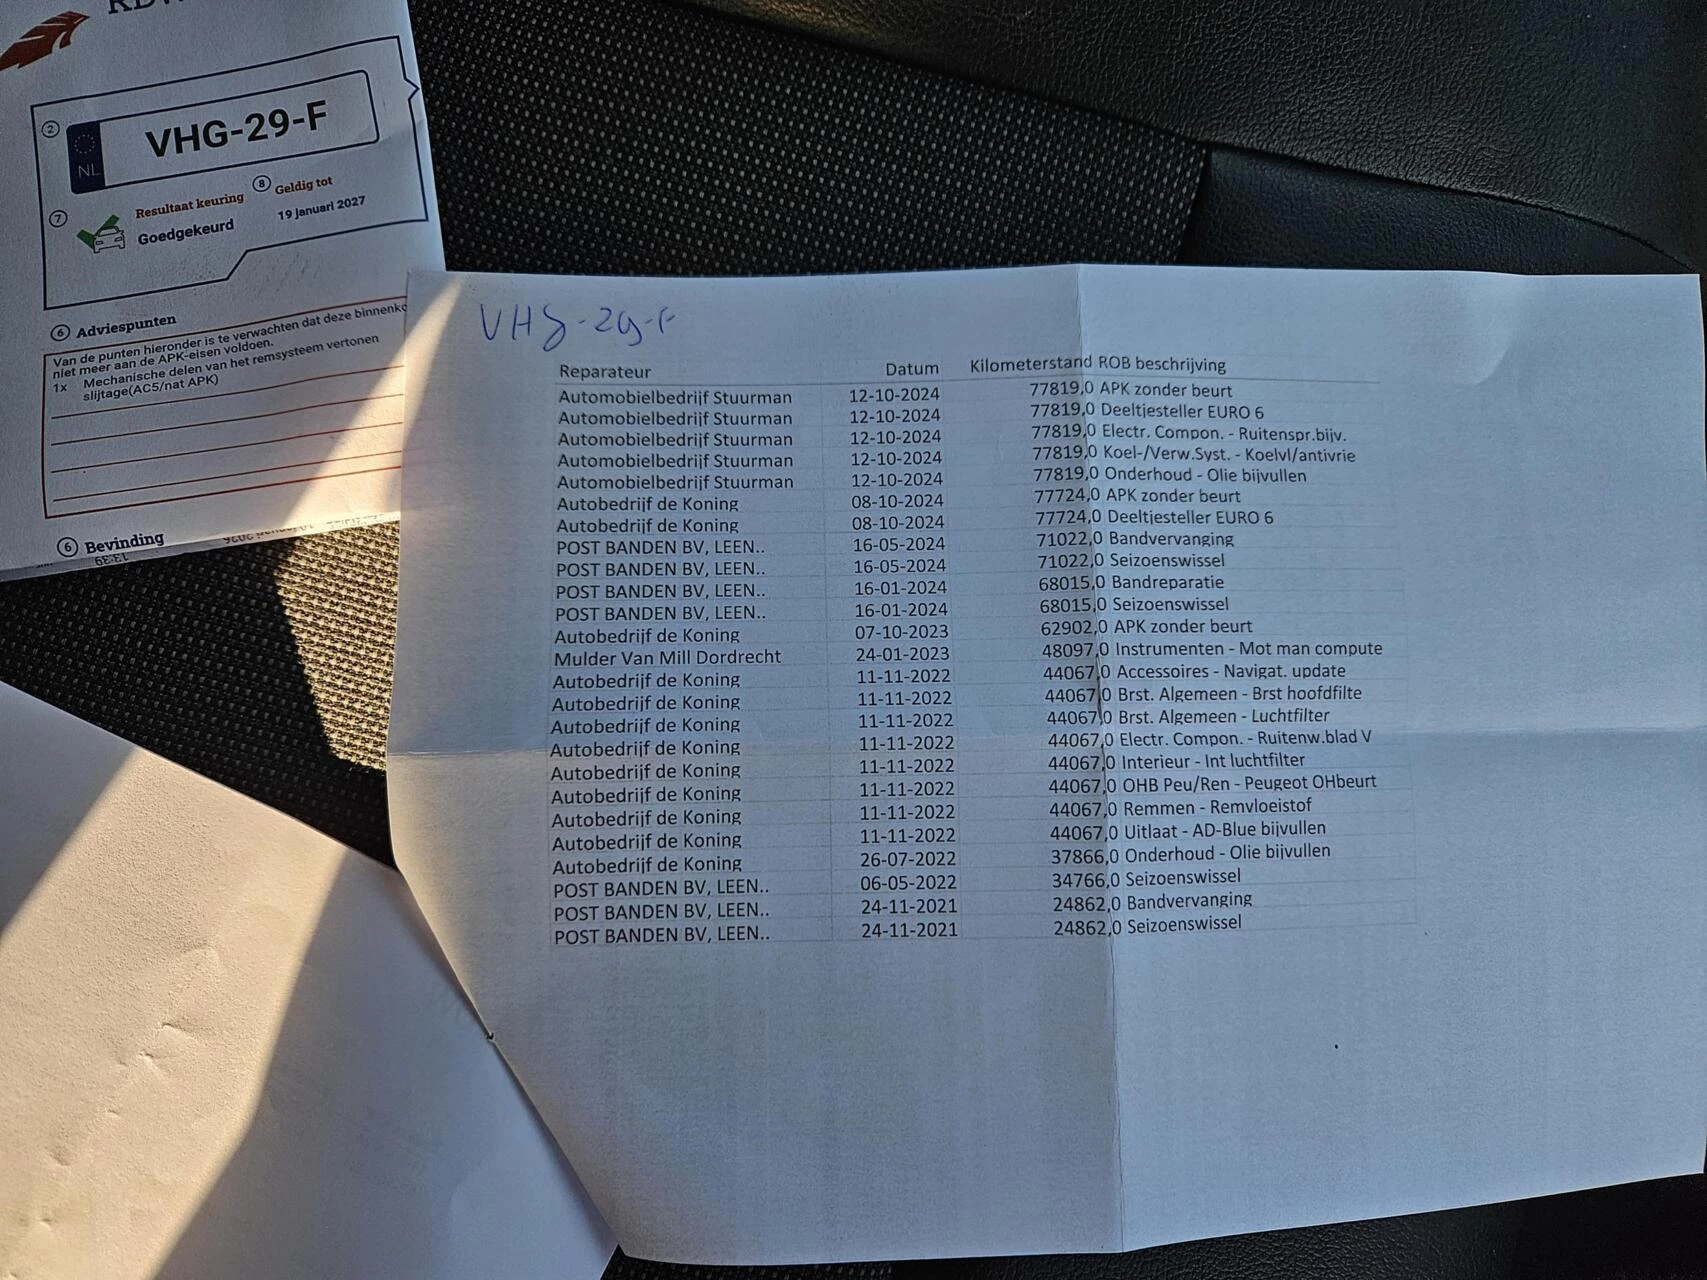 RDW
2
NL
VHG-29-F
7
Resultaat keuring
Goedgekeurd
8
Geldig tot
19 januari 2027
6 Adviespunten
Van de punten hieronder is te verwachten dat deze binnenko
niet meer aan de APK-eisen voldoen.
1x Mechanische delen van het remsysteem vertonen
slijtage(AC5/nat APK)
6 Bevinding
13:39
VHG-29-F
Reparateur Datum Kilometerstand ROB beschrijving
Automobielbedrijf Stuurman 12-10-2024 77819,0 APK zonder beurt
Automobielbedrijf Stuurman 12-10-2024 77819,0 Deeltjesteller EURO 6
Automobielbedrijf Stuurman 12-10-2024 77819,0 Electr. Compon. - Ruitenspr.bijv.
Automobielbedrijf Stuurman 12-10-2024 77819,0 Koel-/Verw.Syst. - Koelvl/antivrie
Automobielbedrijf Stuurman 12-10-2024 77819,0 Onderhoud - Olie bijvullen
Autobedrijf de Koning 08-10-2024 77724,0 APK zonder beurt
Autobedrijf de Koning 08-10-2024 77724,0 Deeltjesteller EURO 6
POST BANDEN BV, LEEN.. 16-05-2024 71022,0 Bandvervanging
POST BANDEN BV, LEEN.. 16-05-2024 71022,0 Seizoenswissel
POST BANDEN BV, LEEN.. 16-01-2024 68015,0 Bandreparatie
POST BANDEN BV, LEEN.. 16-01-2024 68015,0 Seizoenswissel
Autobedrijf de Koning 07-10-2023 62902,0 APK zonder beurt
Mulder Van Mill Dordrecht 24-01-2023 48097,0 Instrumenten - Mot man compute
Autobedrijf de Koning 11-11-2022 44067,0 Accessoires - Navigat. update
Autobedrijf de Koning 11-11-2022 44067,0 Brst. Algemeen - Brst hoofdfilte
Autobedrijf de Koning 11-11-2022 44067,0 Brst. Algemeen - Luchtfilter
Autobedrijf de Koning 11-11-2022 44067,0 Electr. Compon. - Ruitenw.blad V
Autobedrijf de Koning 11-11-2022 44067,0 Interieur - Int luchtfilter
Autobedrijf de Koning 11-11-2022 44067,0 OHB Peu/Ren - Peugeot OHbeurt
Autobedrijf de Koning 11-11-2022 44067,0 Remmen - Remvloeistof
Autobedrijf de Koning 11-11-2022 44067,0 Uitlaat - AD-Blue bijvullen
Autobedrijf de Koning 26-07-2022 37866,0 Onderhoud - Olie bijvullen
POST BANDEN BV, LEEN.. 06-05-2022 34766,0 Seizoenswissel
POST BANDEN BV, LEEN.. 24-11-2021 24862,0 Bandvervanging
POST BANDEN BV, LEEN.. 24-11-2021 24862,0 Seizoenswissel